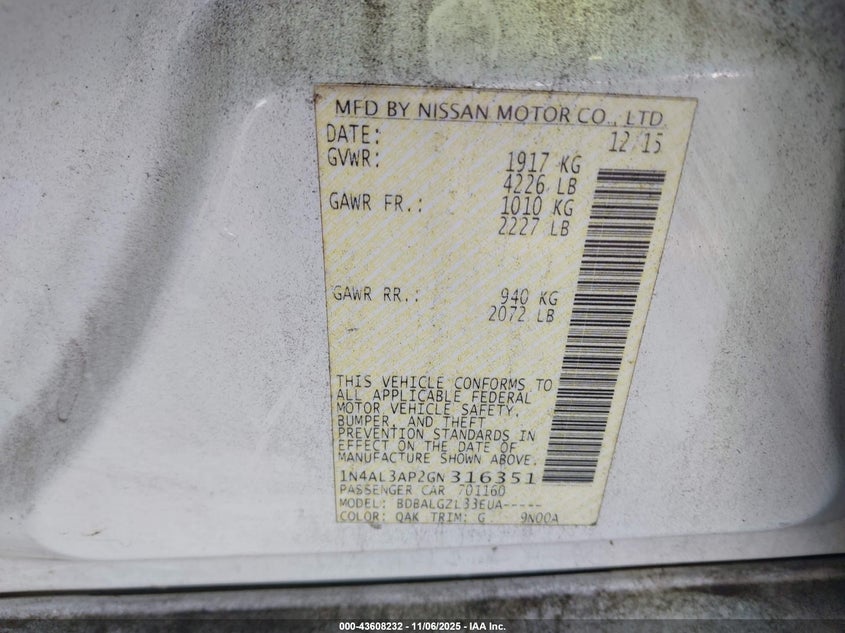 MFD BY NISSAN MOTOR CO., LTD.
DATE: 12/15
GVWR: 1917 KG
4226 LB
GAWR FR.: 1010 KG
2227 LB
GAWR RR.: 940 KG
2072 LB
THIS VEHICLE CONFORMS TO
ALL APPLICABLE FEDERAL
MOTOR VEHICLE SAFETY,
BUMPER, AND THEFT
PREVENTION STANDARDS IN
EFFECT ON THE DATE OF
MANUFACTURE SHOWN ABOVE.
1N4AL3AP2GN316351
PASSENGER CAR 701160
MODEL: BDBALGZL33EUA-----
COLOR: QAK TRIM: G 9N00A
000-43608232 - 11/06/2025 - IAA Inc.